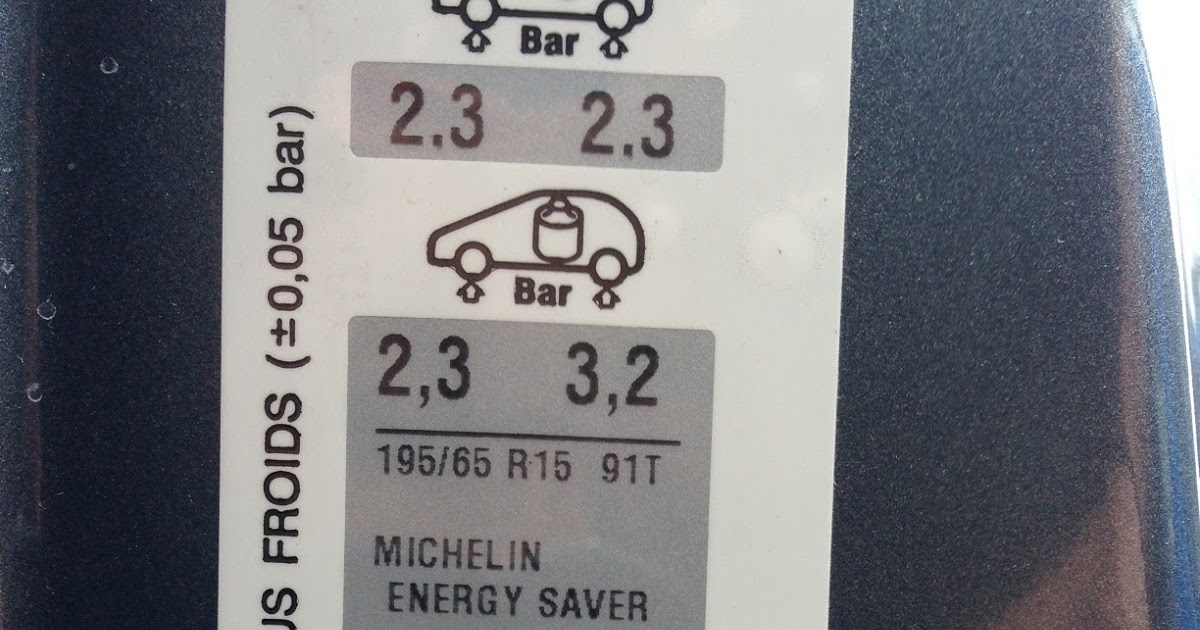 Bar
2.3 2.3
Bar
2,3 3,2
195/65 R15 91T
MICHELIN
ENERGY SAVER
US FROIDS (±0,05 bar)